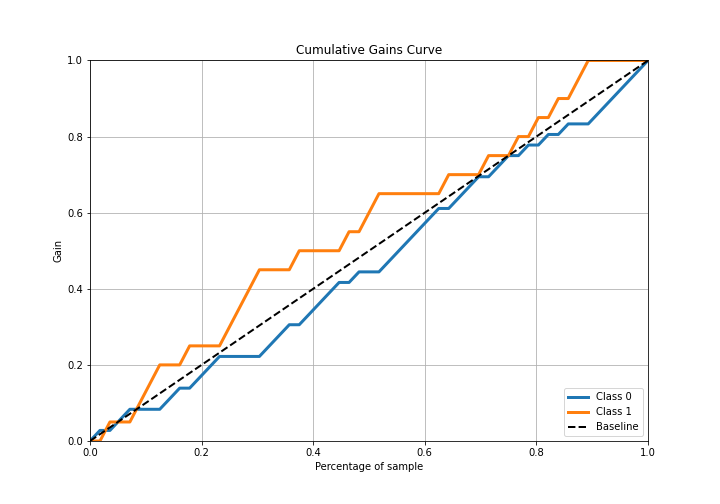 Cumulative Gains Curve
1.0
0.8
0.6
0.4
0.2
0.0
Gain
0.0 0.2 0.4 0.6 0.8 1.0
Percentage of sample
Class 0
Class 1
Baseline